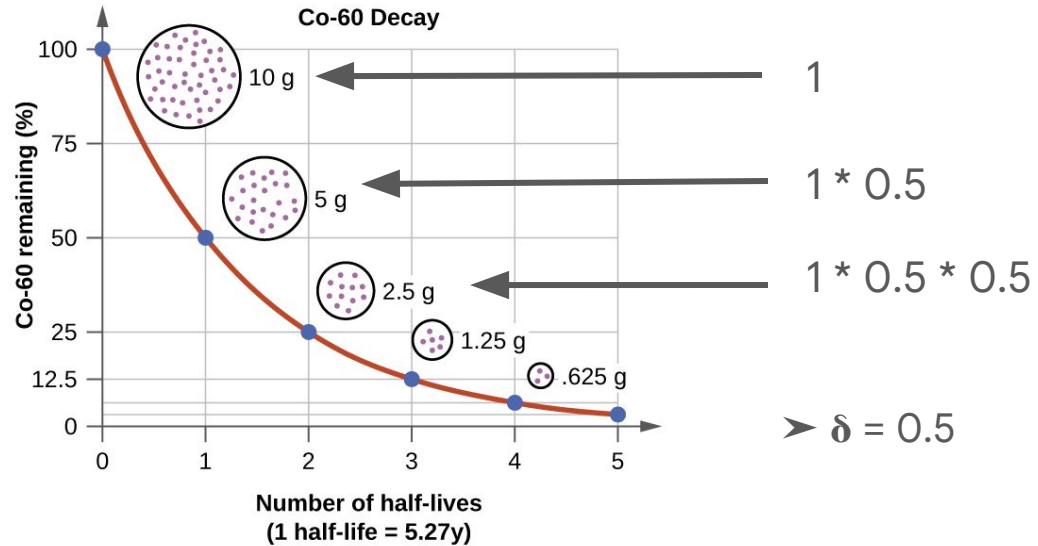 Co-60 Decay
100
10 g
1
75
5 g
1 * 0.5
Co-60 remaining (%)
50
2.5 g
1 * 0.5 * 0.5
25
1.25 g
12.5
.625 g
0
➤ δ = 0.5
0 1 2 3 4 5
Number of half-lives
(1 half-life = 5.27y)